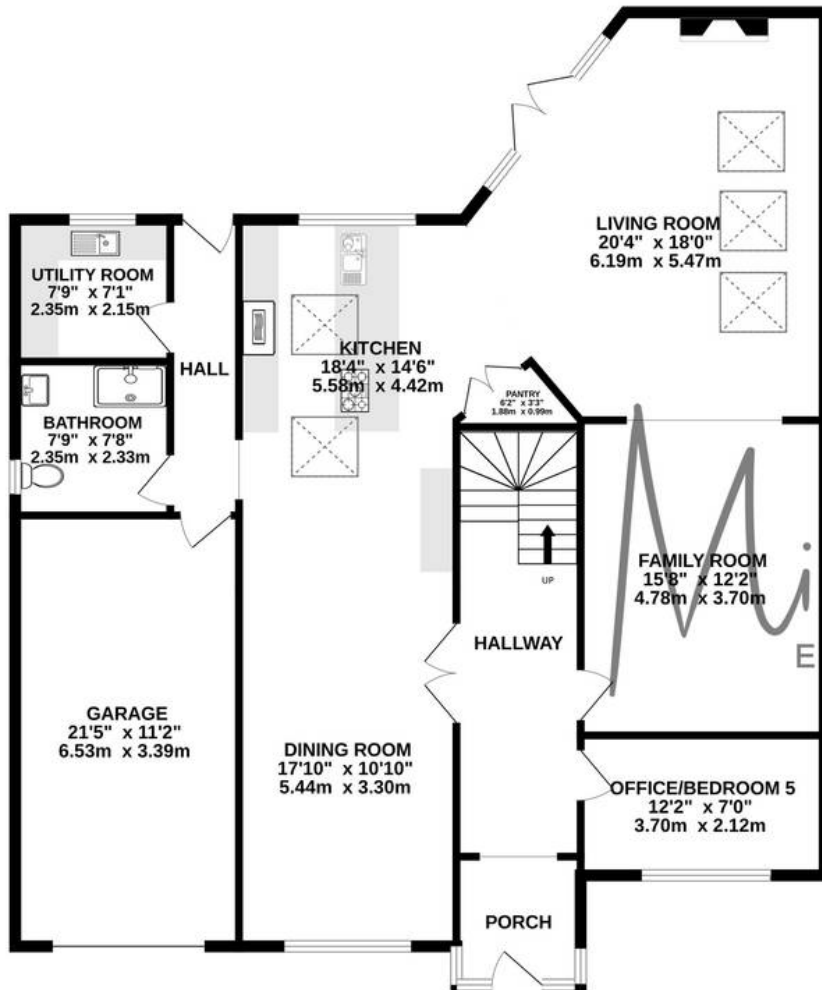 LIVING ROOM
20'4" x 18'0"
6.19m x 5.47m
UTILITY ROOM
7'9" x 7'1"
2.35m x 2.15m
HALL
KITCHEN
18'4" x 14'6"
5.58m x 4.42m
PANTRY
6'2" x 3'3"
1.88m x 0.99m
BATHROOM
7'9" x 7'8"
2.35m x 2.33m
UP
FAMILY ROOM
15'8" x 12'2"
4.78m x 3.70m
Mi
E
HALLWAY
GARAGE
21'5" x 11'2"
6.53m x 3.39m
DINING ROOM
17'10" x 10'10"
5.44m x 3.30m
OFFICE/BEDROOM 5
12'2" x 7'0"
3.70m x 2.12m
PORCH